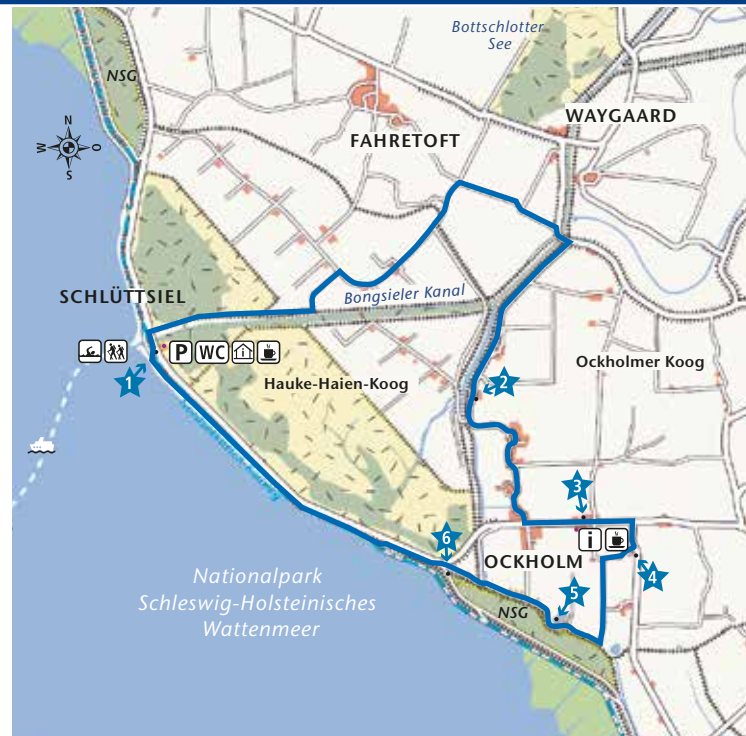 Bottschlotter
See
NSG
WAYGAARD
N
W
O
S
FAHRETOFT
SCHLÜTTSIEL
Bongsieler Kanal
P
WC
i
1
Hauke-Haien-Koog
2
Ockholmer Koog
3
i
6
OCKHOLM
4
Nationalpark
Schleswig-Holsteinisches
Wattenmeer
NSG
5